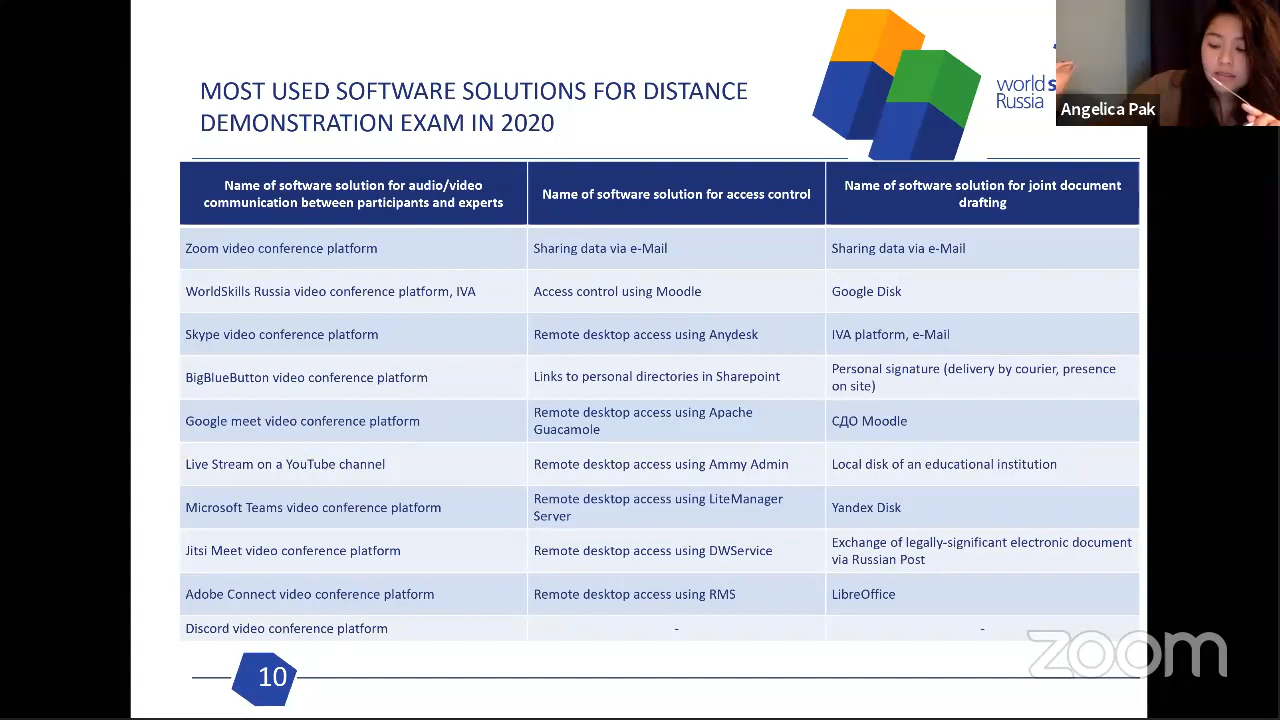 MOST USED SOFTWARE SOLUTIONS FOR DISTANCE
DEMONSTRATION EXAM IN 2020
world s
Russia
Angelica Pak
Name of software solution for audio/video
communication between participants and experts
Name of software solution for access control
Name of software solution for joint document
drafting
Zoom video conference platform
Sharing data via e-Mail
Sharing data via e-Mail
WorldSkills Russia video conference platform, IVA
Access control using Moodle
Google Disk
Skype video conference platform
Remote desktop access using Anydesk
IVA platform, e-Mail
BigBlueButton video conference platform
Links to personal directories in Sharepoint
Personal signature (delivery by courier, presence
on site)
Google meet video conference platform
Remote desktop access using Apache
Guacamole
СДО Moodle
Live Stream on a YouTube channel
Remote desktop access using Ammy Admin
Local disk of an educational institution
Microsoft Teams video conference platform
Remote desktop access using LiteManager
Server
Yandex Disk
Jitsi Meet video conference platform
Remote desktop access using DWService
Exchange of legally-significant electronic document
via Russian Post
Adobe Connect video conference platform
Remote desktop access using RMS
LibreOffice
Discord video conference platform
-
-
10
zoom